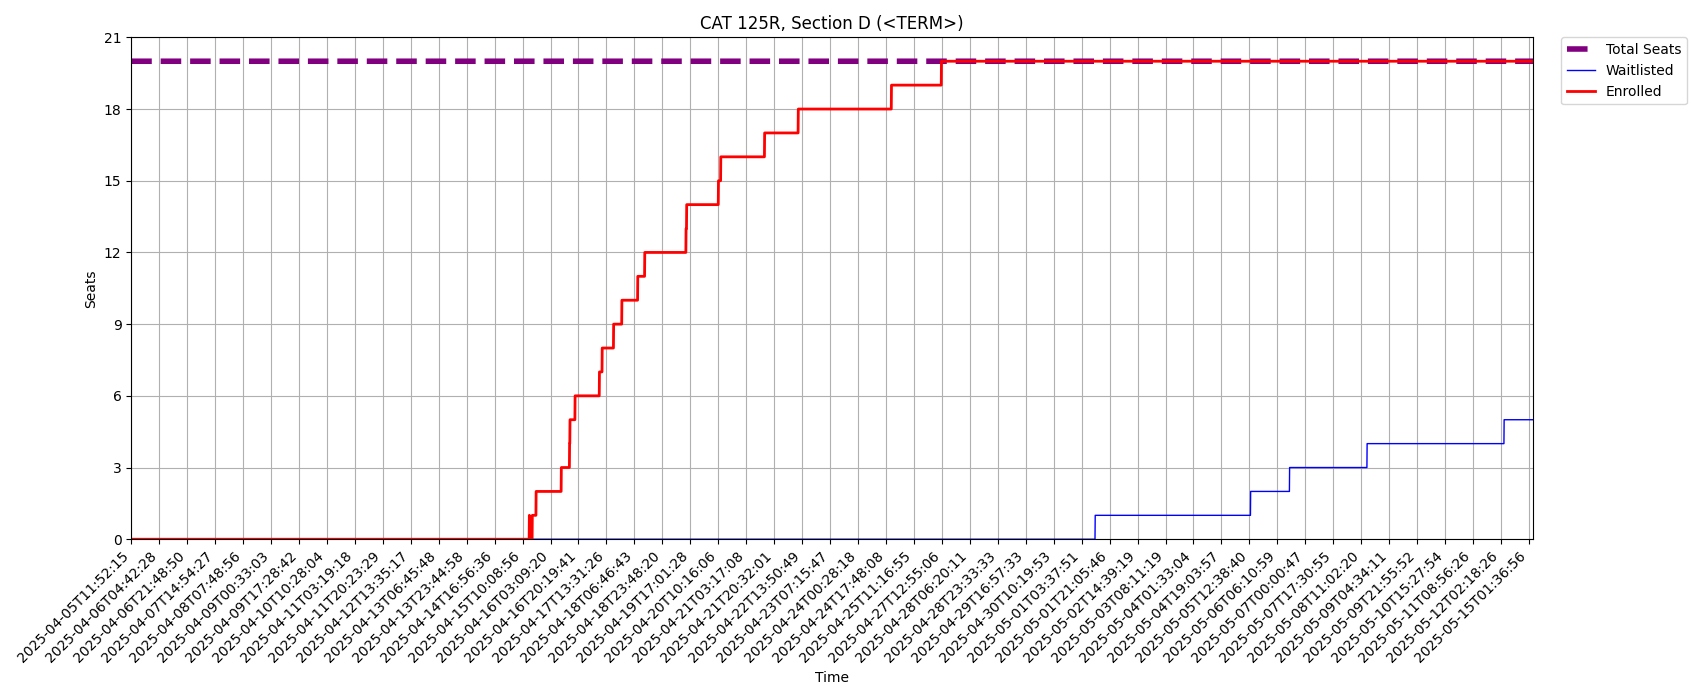 CAT 125R, Section D (<TERM>)
Total Seats
Waitlisted
Enrolled
Seats
21
18
15
12
9
6
3
0
2025-04-05T11:52:15
2025-04-06T04:42:28
2025-04-06T21:48:50
2025-04-07T14:54:27
2025-04-08T07:48:56
2025-04-09T00:33:03
2025-04-09T17:28:42
2025-04-10T10:28:04
2025-04-11T03:19:18
2025-04-11T20:23:29
2025-04-12T13:35:17
2025-04-13T06:45:48
2025-04-13T23:44:58
2025-04-14T16:56:36
2025-04-15T10:08:56
2025-04-16T03:09:20
2025-04-16T20:19:41
2025-04-17T13:31:26
2025-04-18T06:46:43
2025-04-18T23:48:20
2025-04-19T17:01:28
2025-04-20T10:16:06
2025-04-21T03:17:08
2025-04-21T20:32:01
2025-04-22T13:50:49
2025-04-23T07:15:47
2025-04-24T00:28:18
2025-04-24T17:48:08
2025-04-25T11:16:55
2025-04-27T12:55:06
2025-04-28T06:20:11
2025-04-28T23:33:33
2025-04-29T16:57:33
2025-04-30T10:19:53
2025-05-01T03:37:51
2025-05-01T21:05:46
2025-05-02T14:39:19
2025-05-03T08:11:19
2025-05-04T01:33:04
2025-05-04T19:03:57
2025-05-05T12:38:40
2025-05-06T06:10:59
2025-05-07T00:00:47
2025-05-07T17:30:55
2025-05-08T11:02:20
2025-05-09T04:34:11
2025-05-09T21:55:52
2025-05-10T15:27:54
2025-05-11T08:56:26
2025-05-12T02:18:26
2025-05-15T01:36:56
Time